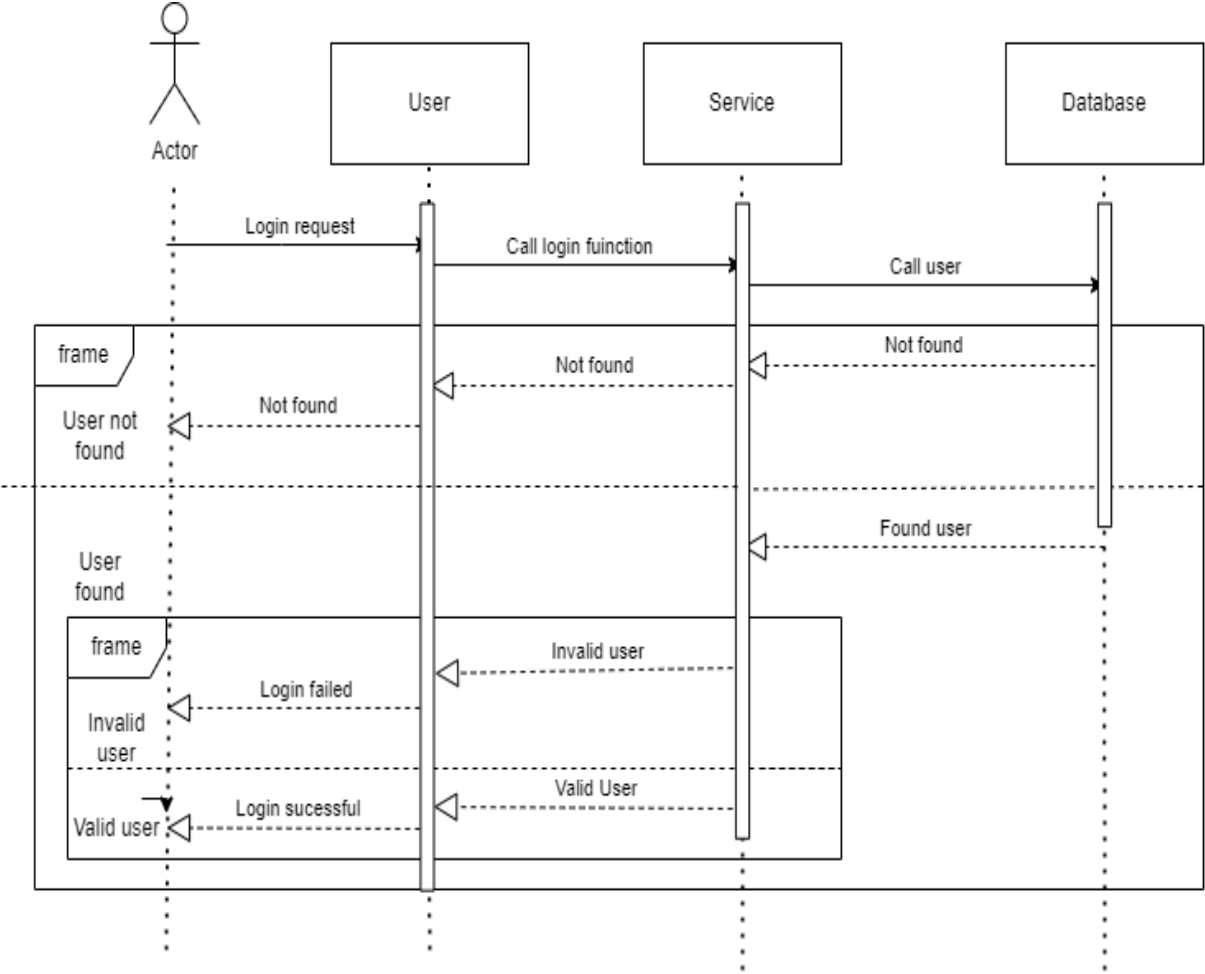 Actor
User
Service
Database
Login request
Call login fuinction
Call user
frame
Not found
Not found
Not found
User not
found
Found user
User
found
frame
Invalid user
Login failed
Invalid
user
Valid User
Login sucessful
Valid user